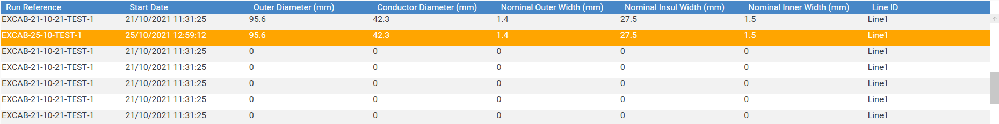 Run Reference Start Date Outer Diameter (mm) Conductor Diameter (mm) Nominal Outer Width (mm) Nominal Insul Width (mm) Nominal Inner Width (mm) Line ID
EXCAB-21-10-21-TEST-1 21/10/2021 11:31:25 95.6 42.3 1.4 27.5 1.5 Line1
EXCAB-25-10-TEST-1 25/10/2021 12:59:12 95.6 42.3 1.4 27.5 1.5 Line1
EXCAB-21-10-21-TEST-1 21/10/2021 11:31:25 0 0 0 0 0 Line1
EXCAB-21-10-21-TEST-1 21/10/2021 11:31:25 0 0 0 0 0 Line1
EXCAB-21-10-21-TEST-1 21/10/2021 11:31:25 0 0 0 0 0 Line1
EXCAB-21-10-21-TEST-1 21/10/2021 11:31:25 0 0 0 0 0 Line1
EXCAB-21-10-21-TEST-1 21/10/2021 11:31:25 0 0 0 0 0 Line1